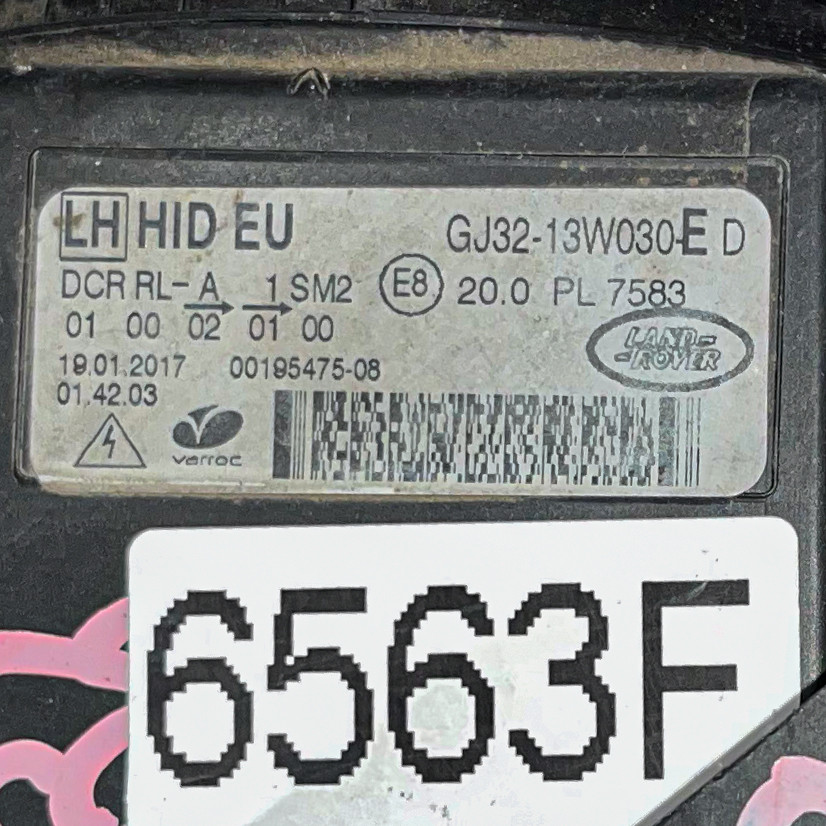 LH HID EU GJ32-13W030-E D
DCR RL- A 1 SM2 E8 20.0 PL 7583
01 00 02 01 00
LAND-
-ROVER
19.01.2017 00195475-08
01.42.03
varroc
6563F